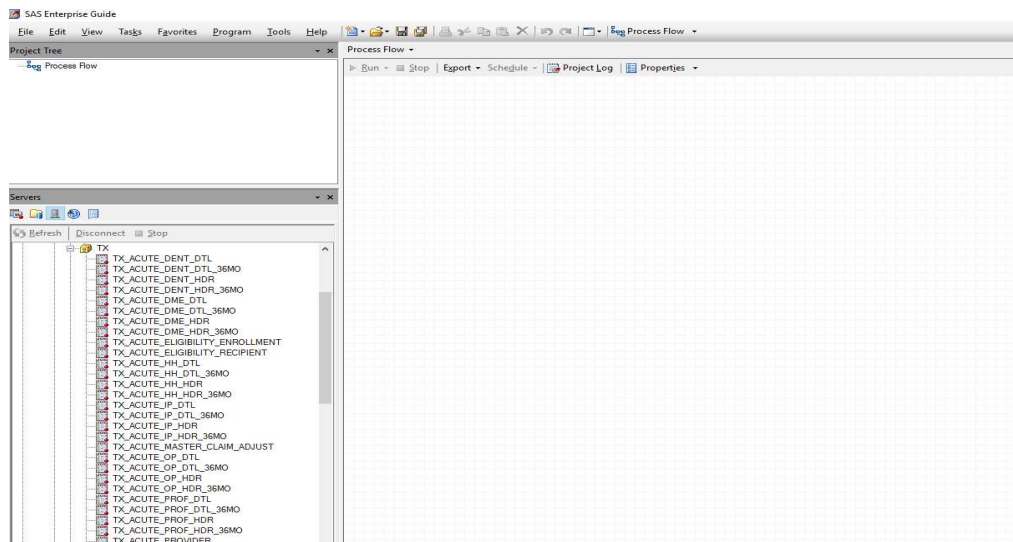 SAS Enterprise Guide
File Edit View Tasks Favorites Program Tools Help Process Flow
Project Tree
Process Flow
Process Flow
Run Stop Export Schedule Project Log Properties
Servers
Refresh Disconnect Stop
TX
TX_ACUTE_DENT_DTL
TX_ACUTE_DENT_DTL_36MO
TX_ACUTE_DENT_HDR
TX_ACUTE_DENT_HDR_36MO
TX_ACUTE_DME_DTL
TX_ACUTE_DME_DTL_36MO
TX_ACUTE_DME_HDR
TX_ACUTE_DME_HDR_36MO
TX_ACUTE_ELIGIBILITY_ENROLLMENT
TX_ACUTE_ELIGIBILITY_RECIPIENT
TX_ACUTE_HH_DTL
TX_ACUTE_HH_DTL_36MO
TX_ACUTE_HH_HDR
TX_ACUTE_HH_HDR_36MO
TX_ACUTE_IP_DTL
TX_ACUTE_IP_DTL_36MO
TX_ACUTE_IP_HDR
TX_ACUTE_IP_HDR_36MO
TX_ACUTE_MASTER_CLAIM_ADJUST
TX_ACUTE_OP_DTL
TX_ACUTE_OP_DTL_36MO
TX_ACUTE_OP_HDR
TX_ACUTE_OP_HDR_36MO
TX_ACUTE_PROF_DTL
TX_ACUTE_PROF_DTL_36MO
TX_ACUTE_PROF_HDR
TX_ACUTE_PROF_HDR_36MO
TX_ACUTE_PROVIDER